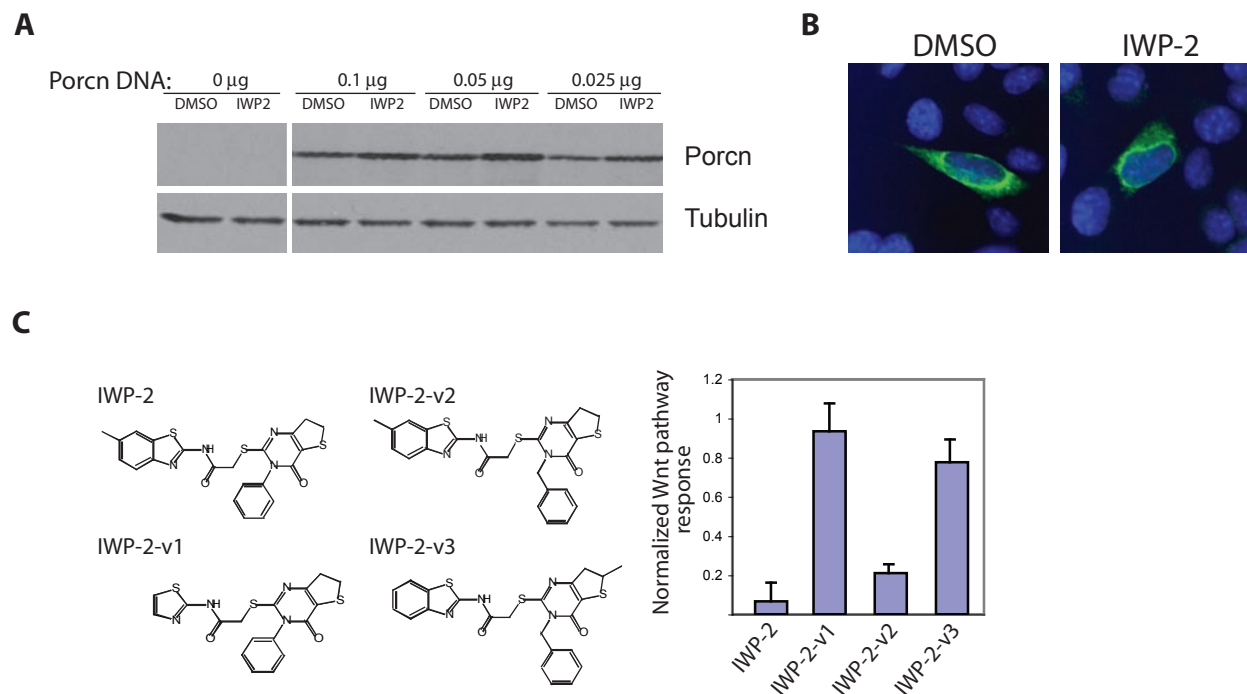 A
Porcn DNA: 0 µg 0.1 µg 0.05 µg 0.025 µg
DMSO IWP2 DMSO IWP2 DMSO IWP2 DMSO IWP2
Porcn
Tubulin
B
DMSO IWP-2
C
IWP-2
N S NH O S N N O S
IWP-2-v2
N S NH O S N N O S
IWP-2-v1
N S NH O S N N O S
IWP-2-v3
N S NH O S N N O S
Normalized Wnt pathway
response
1.2
1
0.8
0.6
0.4
0.2
IWP-2
IWP-2-v1
IWP-2-v2
IWP-2-v3